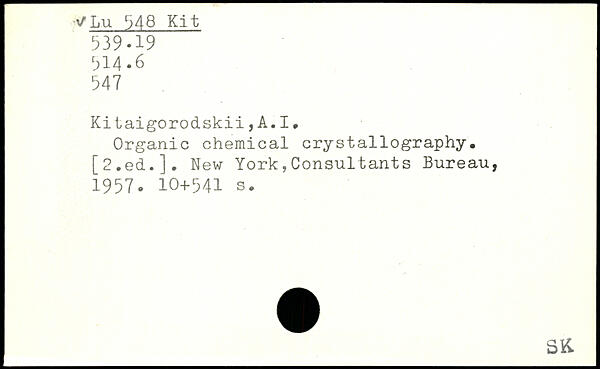 ✓Lu 548 Kit
539.19
514.6
547
Kitaigorodskii,A.I.
Organic chemical crystallography.
[2.ed.]. New York,Consultants Bureau,
1957. 10+541 s.
SK